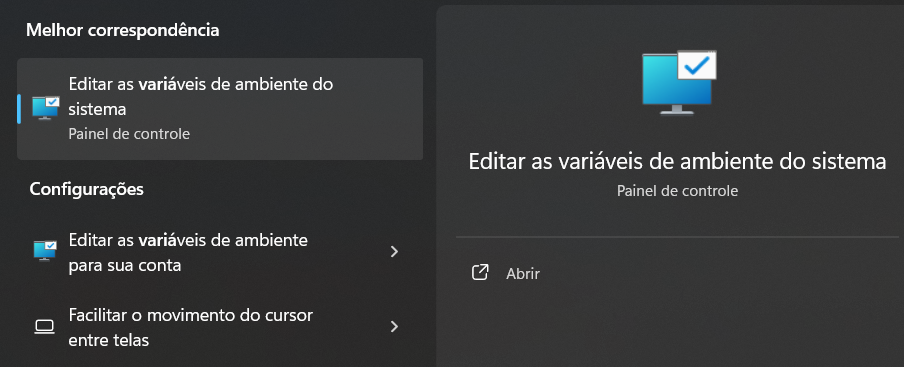 Melhor correspondência
Editar as variáveis de ambiente do
sistema
Painel de controle
Configurações
Editar as variáveis de ambiente
para sua conta
Facilitar o movimento do cursor
entre telas
Editar as variáveis de ambiente do sistema
Painel de controle
Abrir